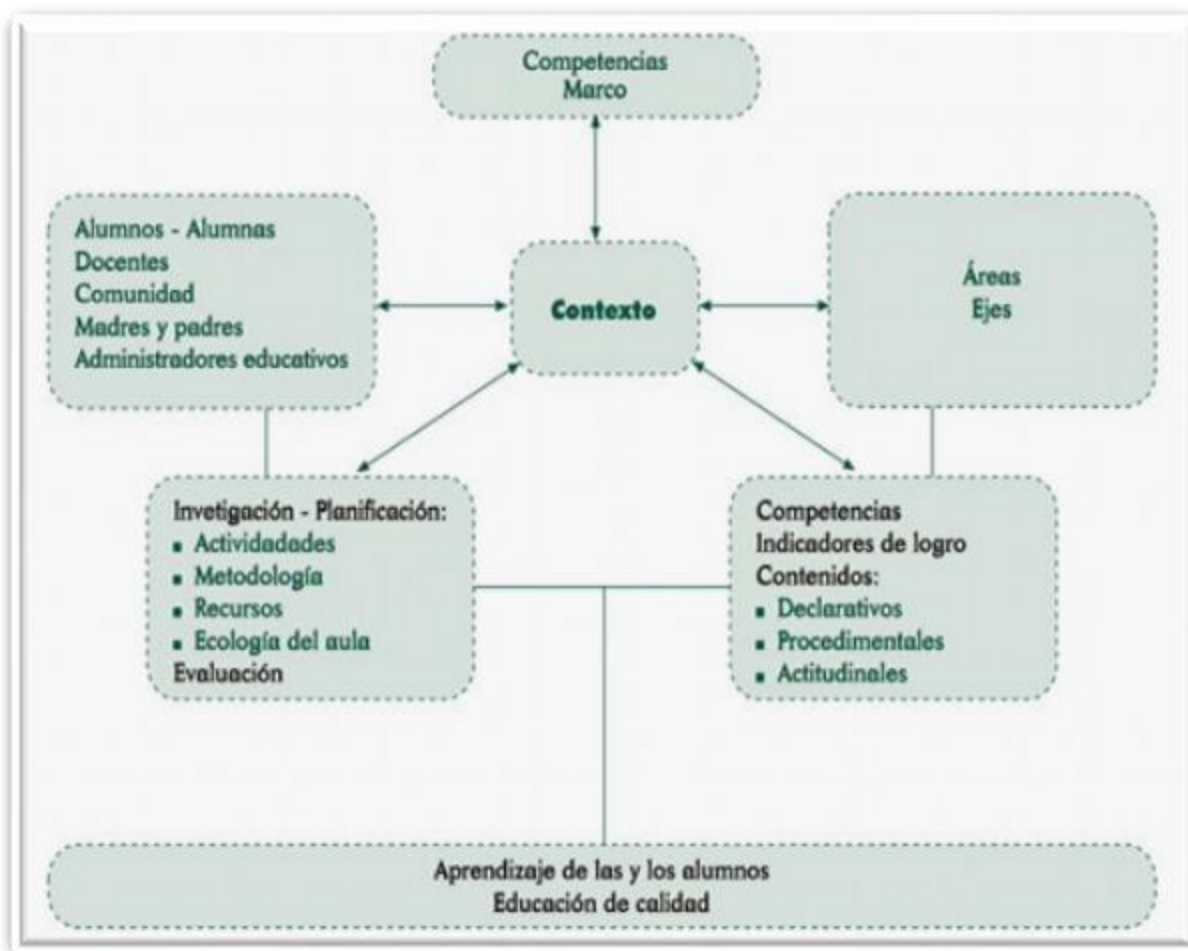 Competencias
Marco
Alumnos - Alumnas
Docentes
Comunidad
Madres y padres
Administradores educativos
Contexto
Áreas
Ejes
Invetigación - Planificación:
▪ Actividadades
▪ Metodología
▪ Recursos
▪ Ecología del aula
Evaluación
Competencias
Indicadores de logro
Contenidos:
▪ Declarativos
▪ Procedimentales
▪ Actitudinales
Aprendizaje de las y los alumnos
Educación de calidad